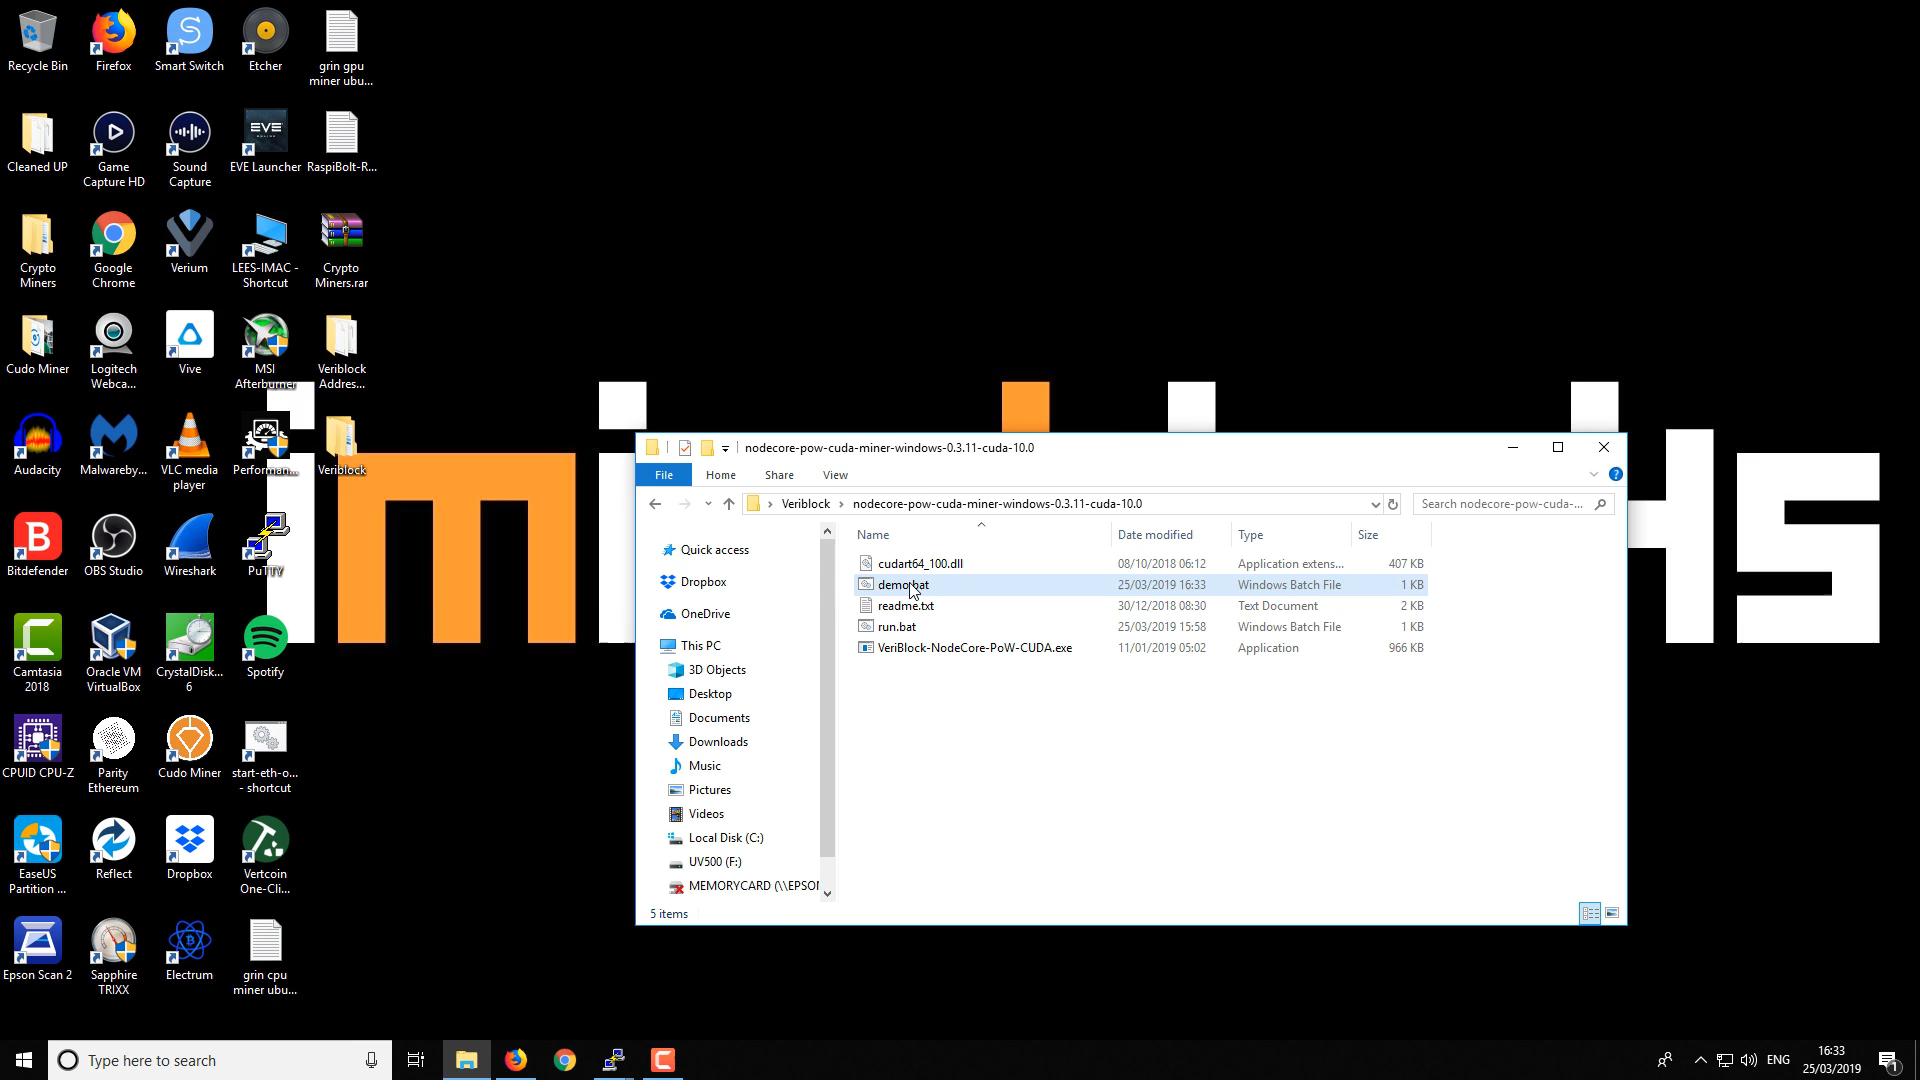 Recycle Bin
Firefox
Smart Switch
Etcher
grin gpu
miner ubu...
Cleaned UP
Game
Capture HD
Sound
Capture
EVE
EVE Launcher
RaspiBolt-R...
Crypto
Miners
Google
Chrome
Verium
LEES-IMAC -
Shortcut
Crypto
Miners.rar
Cudo Miner
Logitech
Webca...
Vive
MSI
Afterburner
Veriblock
Addres...
Audacity
Malwareby...
VLC media
player
Performan...
Veriblock
Bitdefender
OBS Studio
Wireshark
PuTTY
Camtasia
2018
Oracle VM
VirtualBox
CrystalDisk...
6
Spotify
CPUID CPU-Z
Parity
Ethereum
Cudo Miner
start-eth-o...
- shortcut
EaseUS
Partition ...
Reflect
Dropbox
Vertcoin
One-Cli...
Epson Scan 2
Sapphire
TRIXX
Electrum
grin cpu
miner ubu...
nodecore-pow-cuda-miner-windows-0.3.11-cuda-10.0
File
Home
Share
View
Veriblock
nodecore-pow-cuda-miner-windows-0.3.11-cuda-10.0
Search nodecore-pow-cuda-...
Name
Date modified
Type
Size
cudart64_100.dll 08/10/2018 06:12 Application extens... 407 KB
demo.bat 25/03/2019 16:33 Windows Batch File 1 KB
readme.txt 30/12/2018 08:30 Text Document 2 KB
run.bat 25/03/2019 15:58 Windows Batch File 1 KB
VeriBlock-NodeCore-PoW-CUDA.exe 11/01/2019 05:02 Application 966 KB
Quick access
Dropbox
OneDrive
This PC
3D Objects
Desktop
Documents
Downloads
Music
Pictures
Videos
Local Disk (C:)
UV500 (F:)
MEMORYCARD (\\EPSON
5 items
Type here to search
ENG
16:33
25/03/2019
1